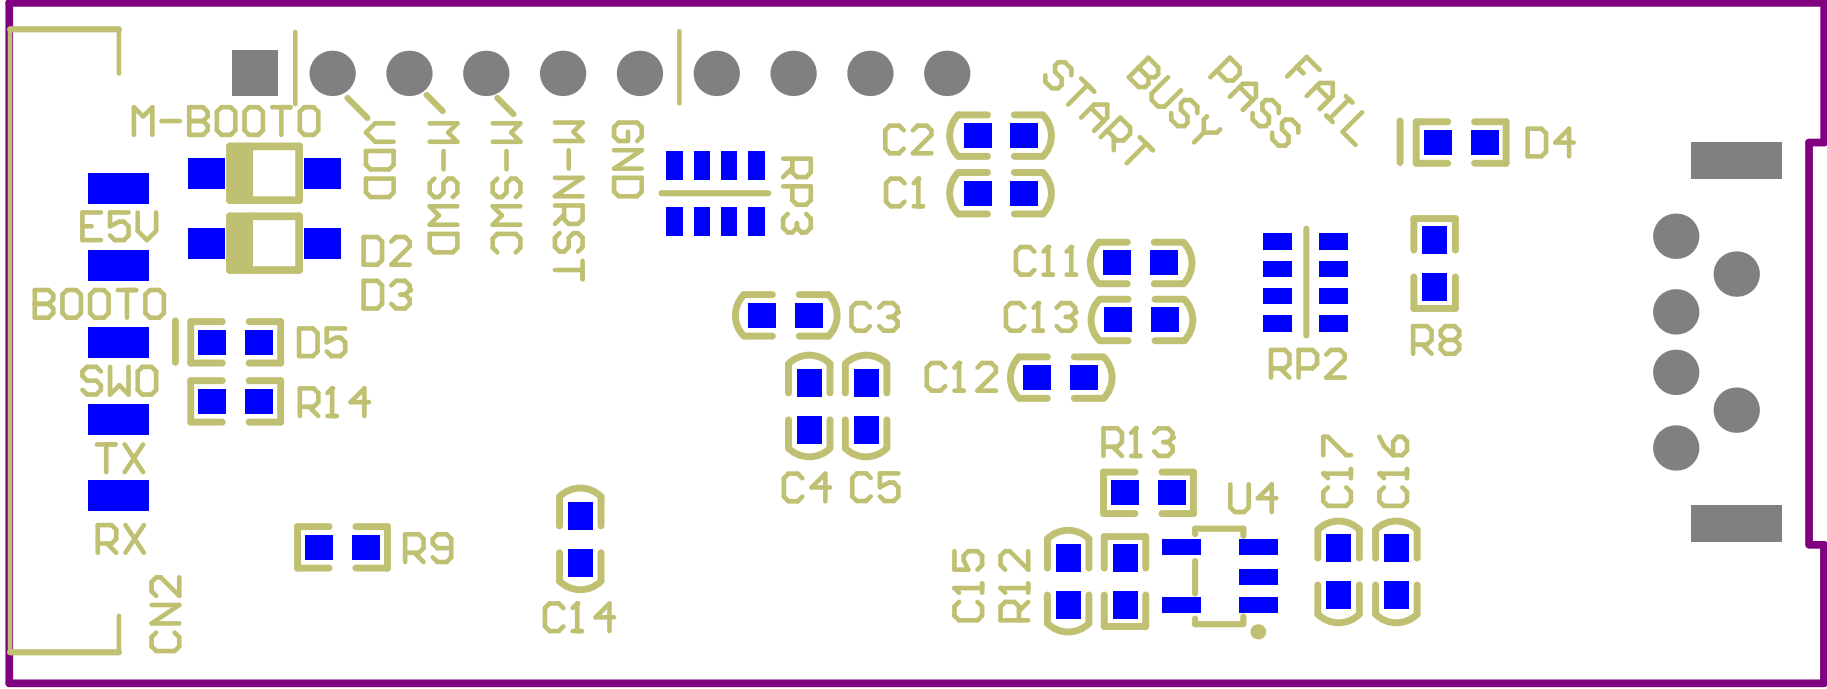 M-BOOT0
VDD
M-SWD
M-SWC
M-NRST
GND
START
BUSY
PASS
FAIL
C2
C1
RP3
D4
E5V
D2
D3
BOOT0
C11
C13
C3
RP2
R8
D5
SWO
R14
C12
TX
C4
C5
R13
U4
C17
C16
RX
R9
CN2
C14
C15
R12